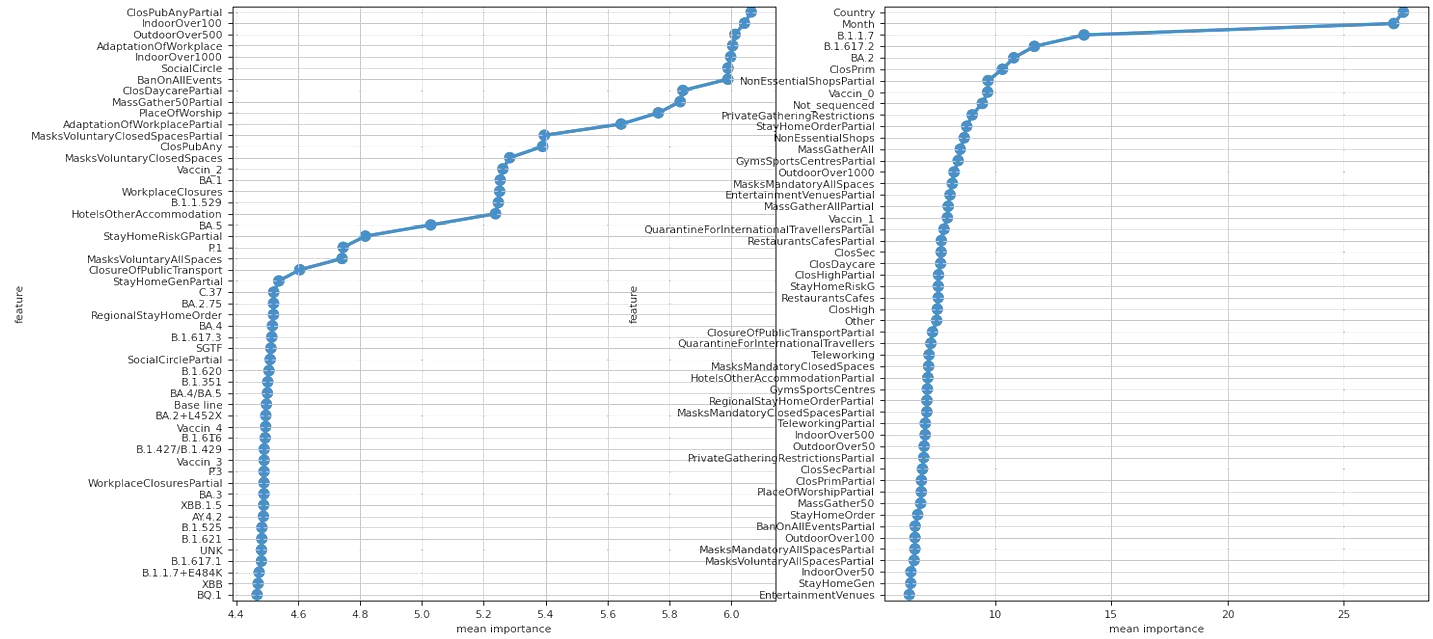 ClosPubAnyPartial
IndoorOver100
OutdoorOver500
AdaptationOfWorkplace
IndoorOver1000
SocialCircle
BanOnAllEvents
ClosDaycarePartial
MassGather50Partial
PlaceOfWorship
AdaptationOfWorkplacePartial
MasksVoluntaryClosedSpacesPartial
ClosPubAny
MasksVoluntaryClosedSpaces
Vaccin_2
BA.1
WorkplaceClosures
B.1.1.529
HotelsOtherAccommodation
BA.5
StayHomeRiskGPartial
P.1
MasksVoluntaryAllSpaces
ClosureOfPublicTransport
StayHomeGenPartial
C.37
BA.2.75
RegionalStayHomeOrder
BA.4
B.1.617.3
SGTF
SocialCirclePartial
B.1.620
B.1.351
BA.4/BA.5
Base line
BA.2+L452X
Vaccin_4
B.1.616
B.1.427/B.1.429
Vaccin_3
P.3
WorkplaceClosuresPartial
BA.3
XBB.1.5
AY.4.2
B.1.525
B.1.621
UNK
B.1.617.1
B.1.1.7+E484K
XBB
BQ.1
feature
4.4 4.6 4.8 5.0 5.2 5.4 5.6 5.8 6.0
mean importance
Country
Month
B.1.1.7
B.1.617.2
BA.2
ClosPrim
NonEssentialShopsPartial
Vaccin_0
Not_sequenced
PrivateGatheringRestrictions
StayHomeOrderPartial
NonEssentialShops
MassGatherAll
GymsSportsCentresPartial
OutdoorOver1000
MasksMandatoryAllSpaces
EntertainmentVenuesPartial
MassGatherAllPartial
Vaccin_1
QuarantineForInternationalTravellersPartial
RestaurantsCafesPartial
ClosSec
ClosDaycare
ClosHighPartial
StayHomeRiskG
RestaurantsCafes
ClosHigh
Other
ClosureOfPublicTransportPartial
QuarantineForInternationalTravellers
Teleworking
MasksMandatoryClosedSpaces
HotelsOtherAccommodationPartial
GymsSportsCentres
RegionalStayHomeOrderPartial
MasksMandatoryClosedSpacesPartial
TeleworkingPartial
IndoorOver500
OutdoorOver50
PrivateGatheringRestrictionsPartial
ClosSecPartial
ClosPrimPartial
PlaceOfWorshipPartial
MassGather50
StayHomeOrder
BanOnAllEventsPartial
OutdoorOver100
MasksMandatoryAllSpacesPartial
MasksVoluntaryAllSpacesPartial
IndoorOver50
StayHomeGen
EntertainmentVenues
feature
10 15 20 25
mean importance